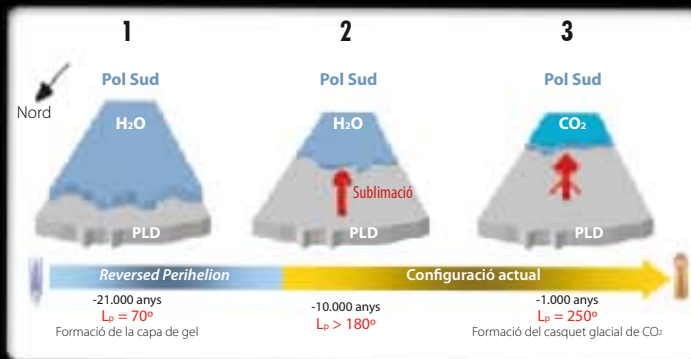 1
2
3
Pol Sud
Pol Sud
Pol Sud
Nord
H₂O
H₂O
CO₂
Sublimació
PLD
PLD
PLD
Reversed Perihelion
Configuració actual
-21.000 anys
Lₚ = 70º
Formació de la capa de gel
-10.000 anys
Lₚ > 180º
-1.000 anys
Lₚ = 250º
Formació del casquet glacial de CO₂